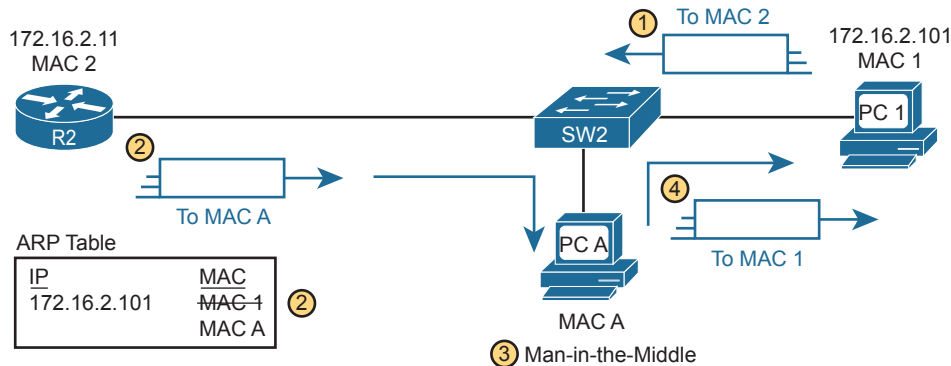 1 To MAC 2
172.16.2.11
MAC 2
172.16.2.101
MAC 1
R2
SW2
PC 1
2
To MAC A
4
To MAC 1
PC A
MAC A
3 Man-in-the-Middle
ARP Table
IP MAC
172.16.2.101 MAC 1 2
MAC A